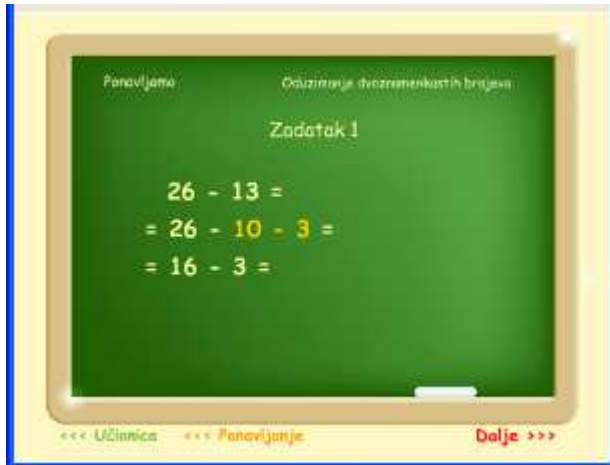 Ponavljamo Oduzimanje dvoznamenkastih brojeva
Zadatak 1
26 - 13 =
= 26 - 10 - 3 =
= 16 - 3 =
<<< Učionica <<< Ponavljanje Dalje >>>